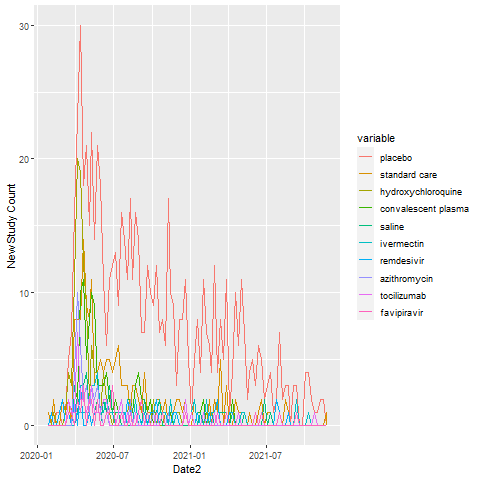 30
20
10
0
NewStudy Count
2020-01
2020-07
2021-01
2021-07
Date2
variable
placebo
standard care
hydroxychloroquine
convalescent plasma
saline
ivermectin
remdesivir
azithromycin
tocilizumab
favipiravir